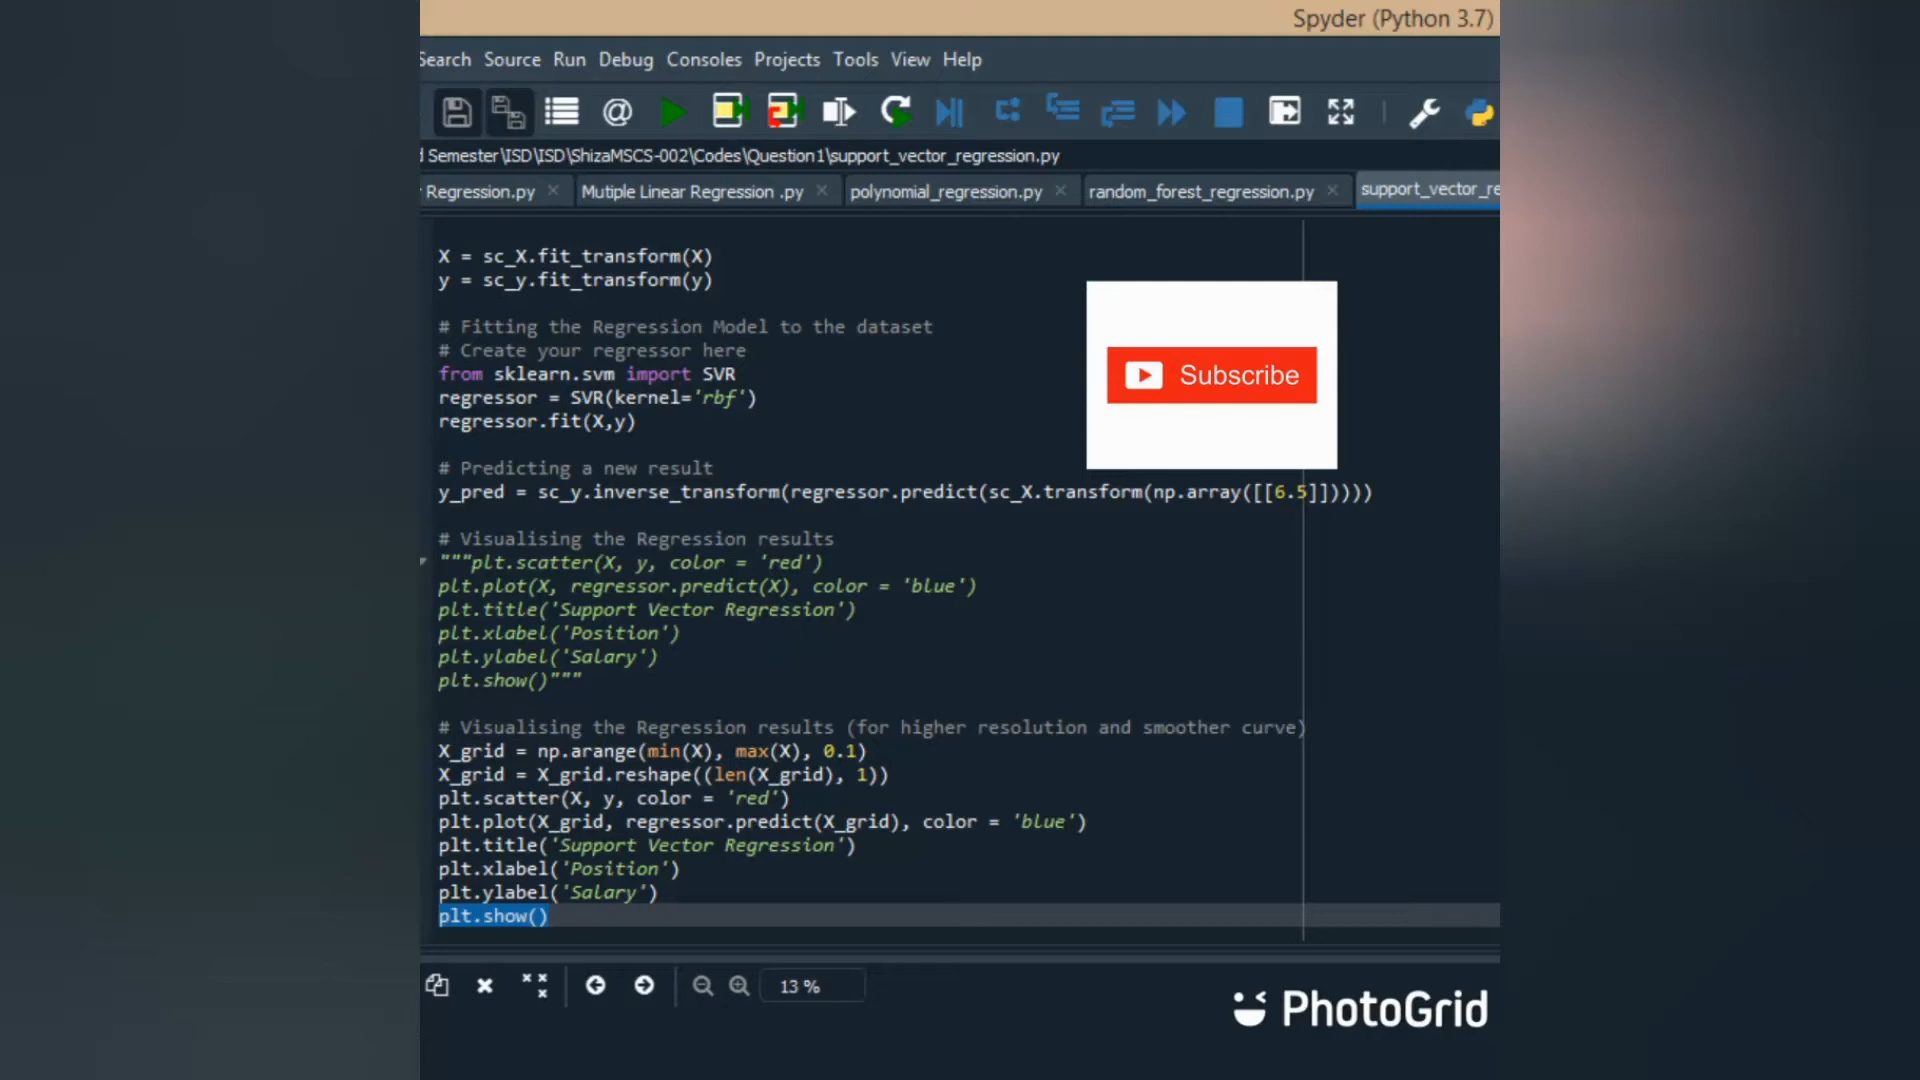 Spyder (Python 3.7)
Search Source Run Debug Consoles Projects Tools View Help
d Semester\ISD\ISD\ShizaMSCS-002\Codes\Question1\support_vector_regression.py
Regression.py Mutiple Linear Regression .py polynomial_regression.py random_forest_regression.py support_vector_re
X = sc_X.fit_transform(X)
y = sc_y.fit_transform(y)
# Fitting the Regression Model to the dataset
# Create your regressor here
from sklearn.svm import SVR
regressor = SVR(kernel='rbf')
regressor.fit(X,y)
Subscribe
# Predicting a new result
y_pred = sc_y.inverse_transform(regressor.predict(sc_X.transform(np.array([[6.5]]))))
# Visualising the Regression results
"""plt.scatter(X, y, color = 'red')
plt.plot(X, regressor.predict(X), color = 'blue')
plt.title('Support Vector Regression')
plt.xlabel('Position')
plt.ylabel('Salary')
plt.show()"""
# Visualising the Regression results (for higher resolution and smoother curve)
X_grid = np.arange(min(X), max(X), 0.1)
X_grid = X_grid.reshape((len(X_grid), 1))
plt.scatter(X, y, color = 'red')
plt.plot(X_grid, regressor.predict(X_grid), color = 'blue')
plt.title('Support Vector Regression')
plt.xlabel('Position')
plt.ylabel('Salary')
plt.show()
13 %
PhotoGrid